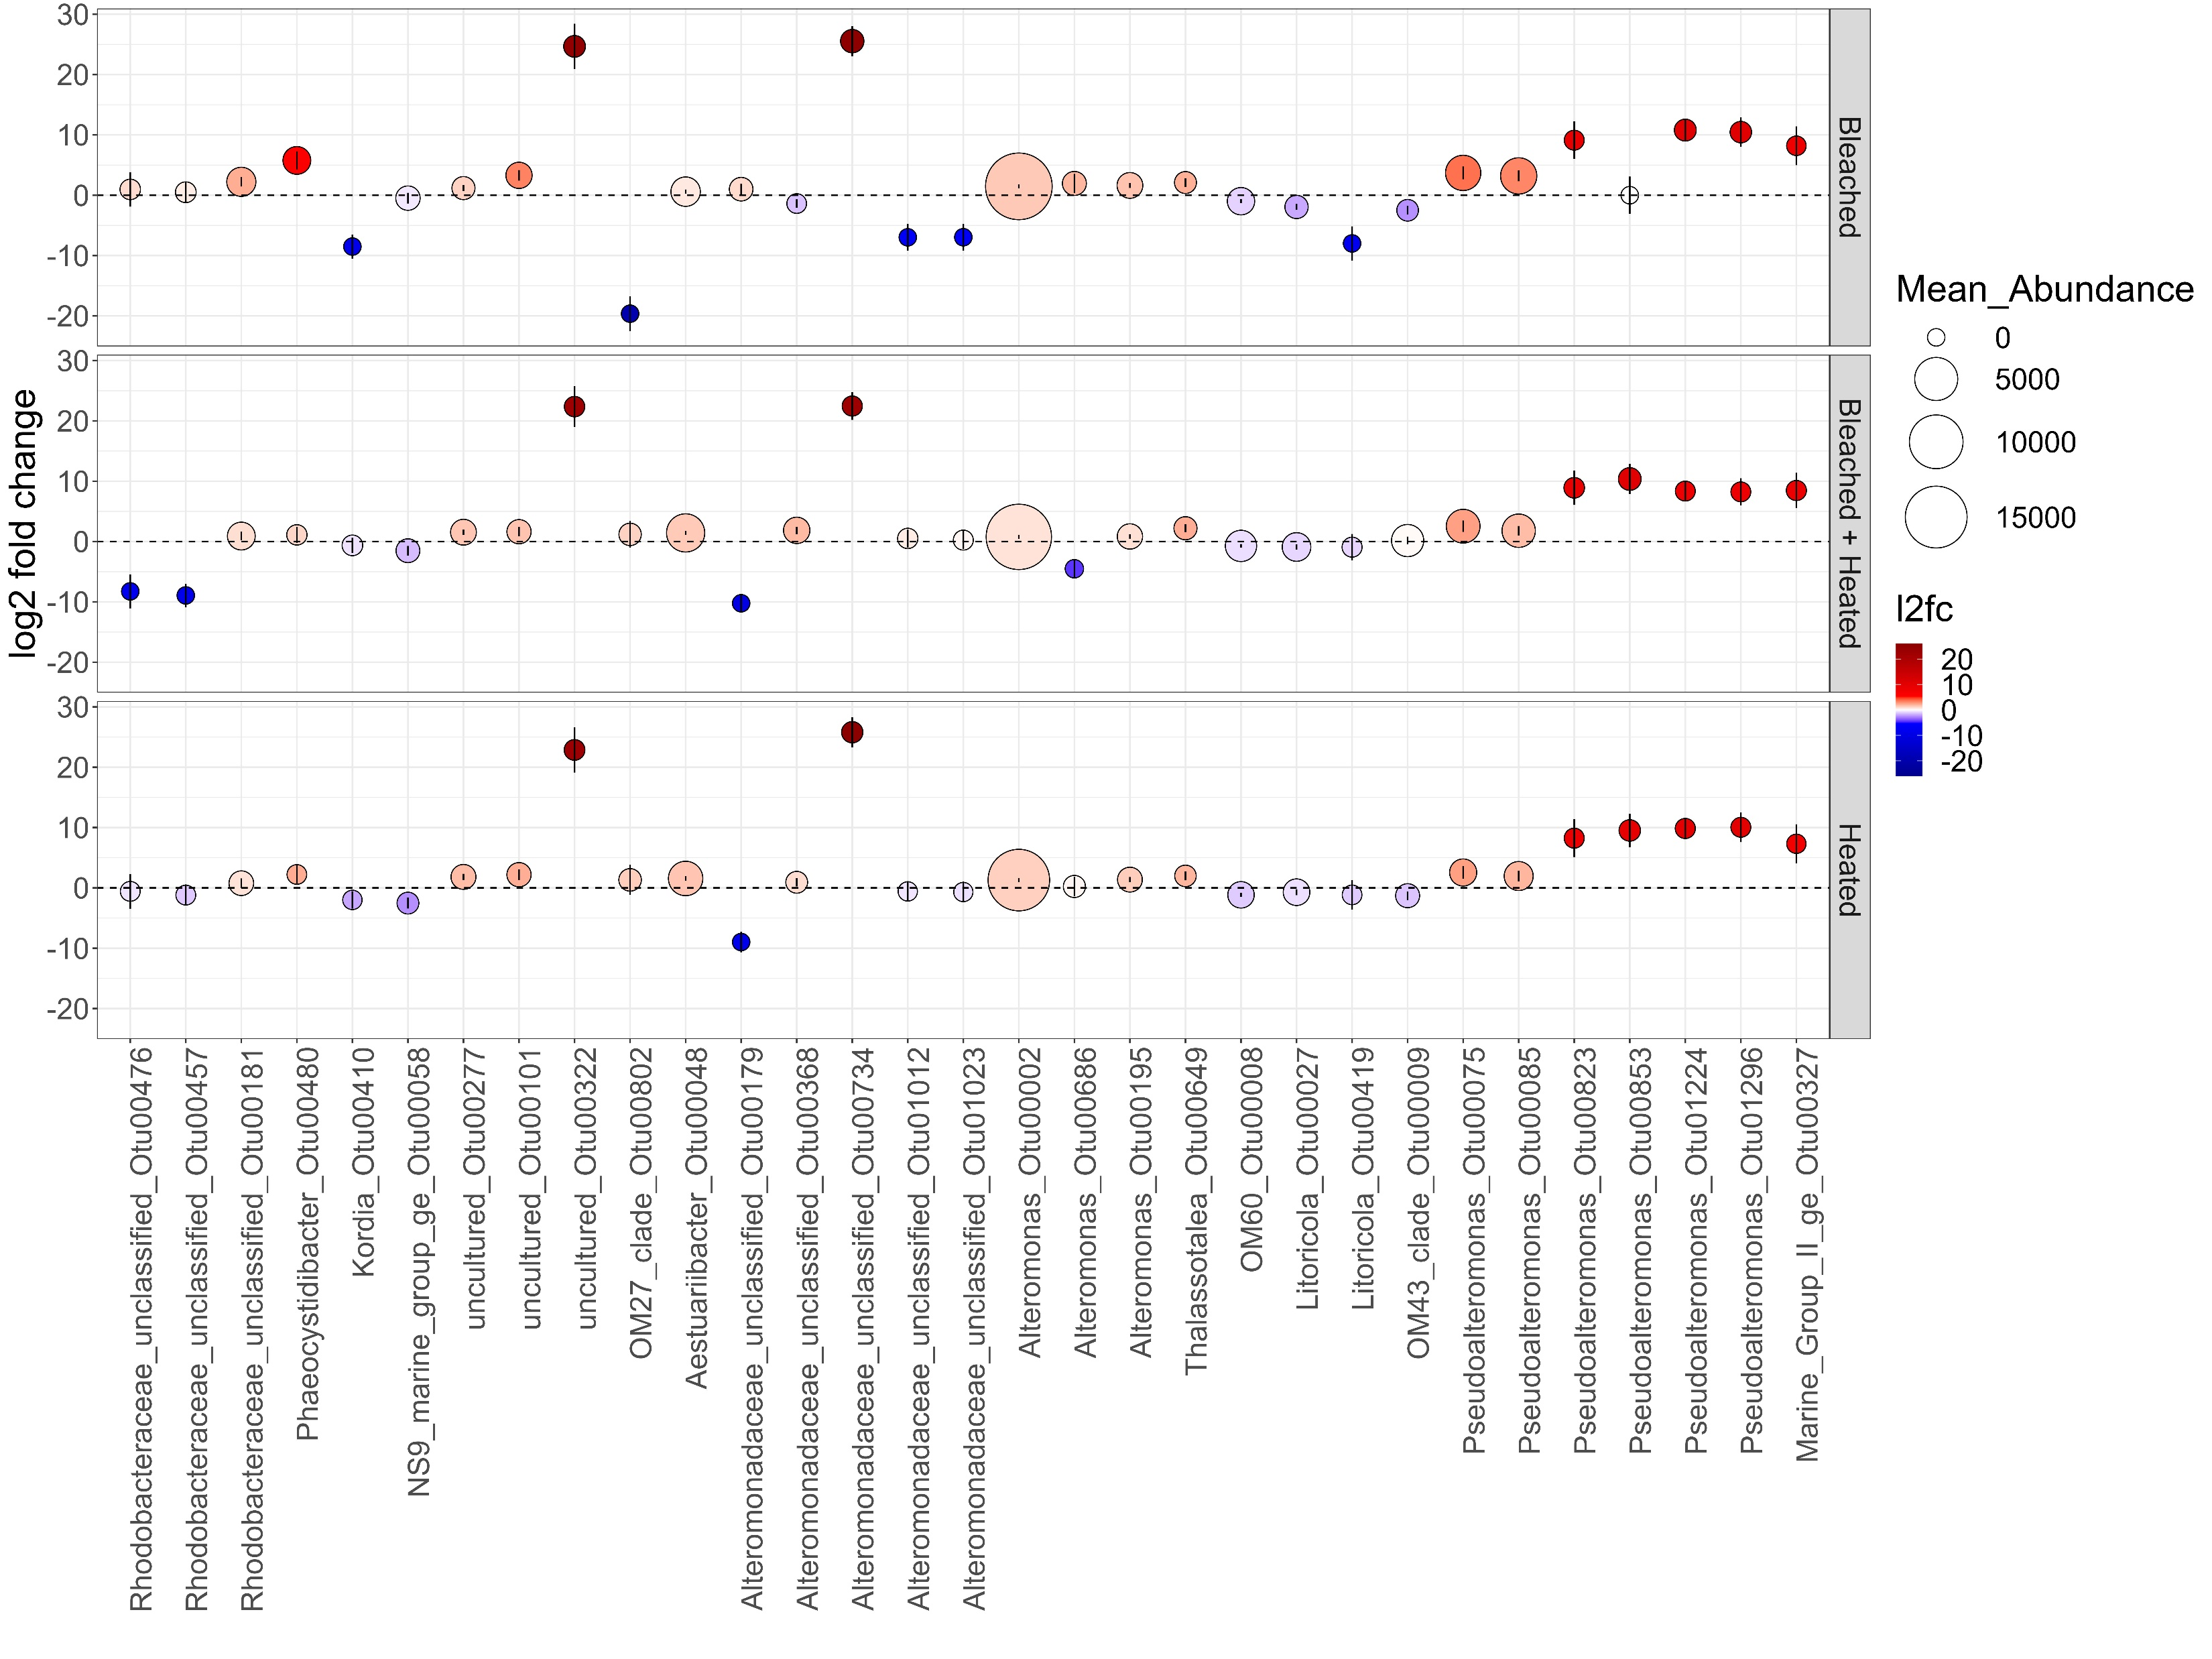 log2 fold change
30
20
10
0
-10
-20
Bleached
30
20
10
0
-10
-20
Bleached + Heated
30
20
10
0
-10
-20
Heated
Rhodobacteraceae_unclassified_Otu00476
Rhodobacteraceae_unclassified_Otu00457
Rhodobacteraceae_unclassified_Otu00181
Phaeocystidibacter_Otu00480
Kordia_Otu00410
NS9_marine_group_ge_Otu00058
uncultured_Otu00277
uncultured_Otu00101
uncultured_Otu00322
OM27_clade_Otu00802
Aestuariibacter_Otu00048
Alteromonadaceae_unclassified_Otu00179
Alteromonadaceae_unclassified_Otu00368
Alteromonadaceae_unclassified_Otu00734
Alteromonadaceae_unclassified_Otu01012
Alteromonadaceae_unclassified_Otu01023
Alteromonas_Otu00002
Alteromonas_Otu00686
Alteromonas_Otu00195
Thalassotalea_Otu00649
OM60_Otu00008
Litoricola_Otu00027
Litoricola_Otu00419
OM43_clade_Otu00009
Pseudoalteromonas_Otu00075
Pseudoalteromonas_Otu00085
Pseudoalteromonas_Otu00823
Pseudoalteromonas_Otu00853
Pseudoalteromonas_Otu01224
Pseudoalteromonas_Otu01296
Marine_Group_II_ge_Otu00327
Mean_Abundance
0
5000
10000
15000
l2fc
20
10
0
-10
-20